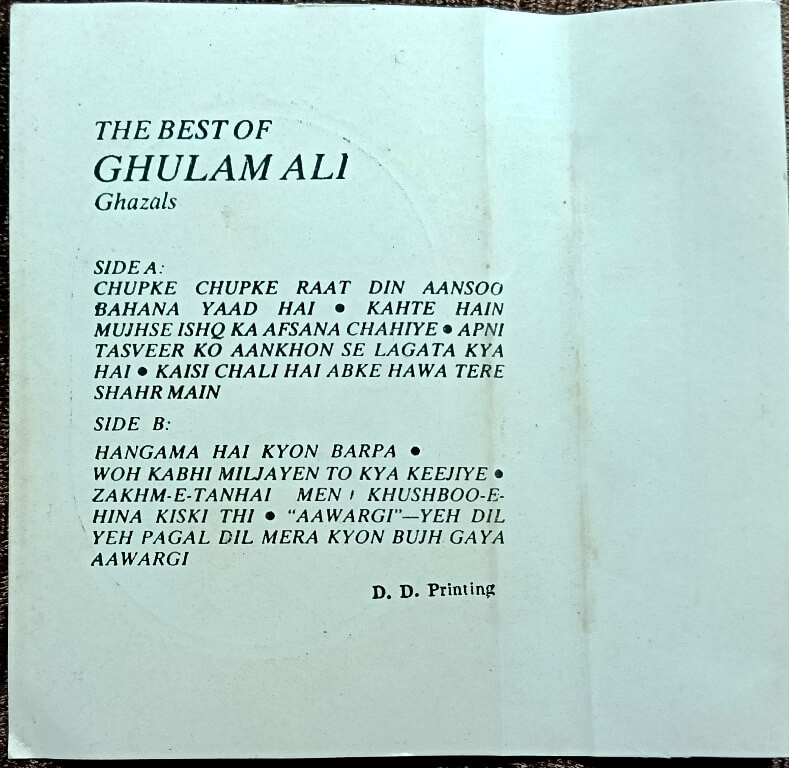 THE BEST OF
GHULAM ALI
Ghazals
SIDE A:
CHUPKE CHUPKE RAAT DIN AANSOO
BAHANA YAAD HAI ● KAHTE HAIN
MUJHSE ISHQ KA AFSANA CHAHIYE ● APNI
TASVEER KO AANKHON SE LAGATA KYA
HAI ● KAISI CHALI HAI ABKE HAWA TERE
SHAHR MAIN
SIDE B:
HANGAMA HAI KYON BARPA ●
WOH KABHI MILJAYEN TO KYA KEEJIYE ●
ZAKHM-E-TANHAI MEN KHUSHBOO-E-
HINA KISKI THI ● "AAWARGI"—YEH DIL
YEH PAGAL DIL MERA KYON BUJH GAYA
AAWARGI
D. D. Printing